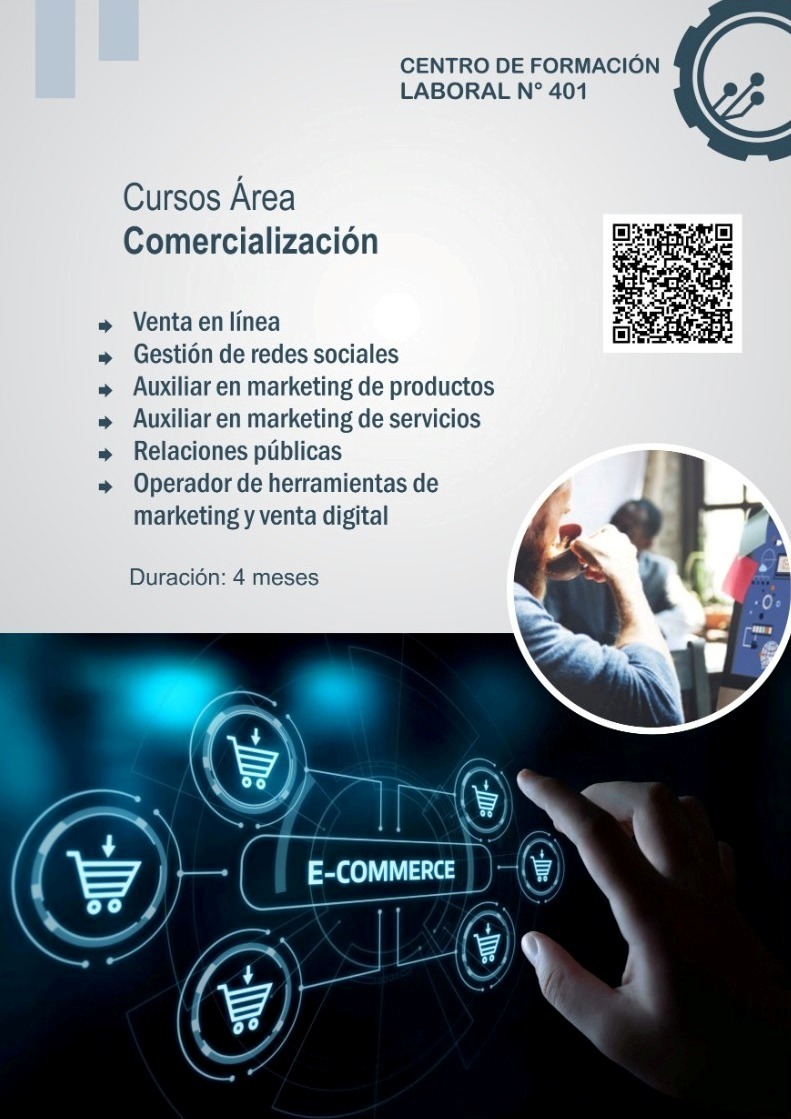 CENTRO DE FORMACIÓN
LABORAL N° 401
Cursos Área
Comercialización
Venta en línea
Gestión de redes sociales
Auxiliar en marketing de productos
Auxiliar en marketing de servicios
Relaciones públicas
Operador de herramientas de
marketing y venta digital
Duración: 4 meses
E-COMMERCE